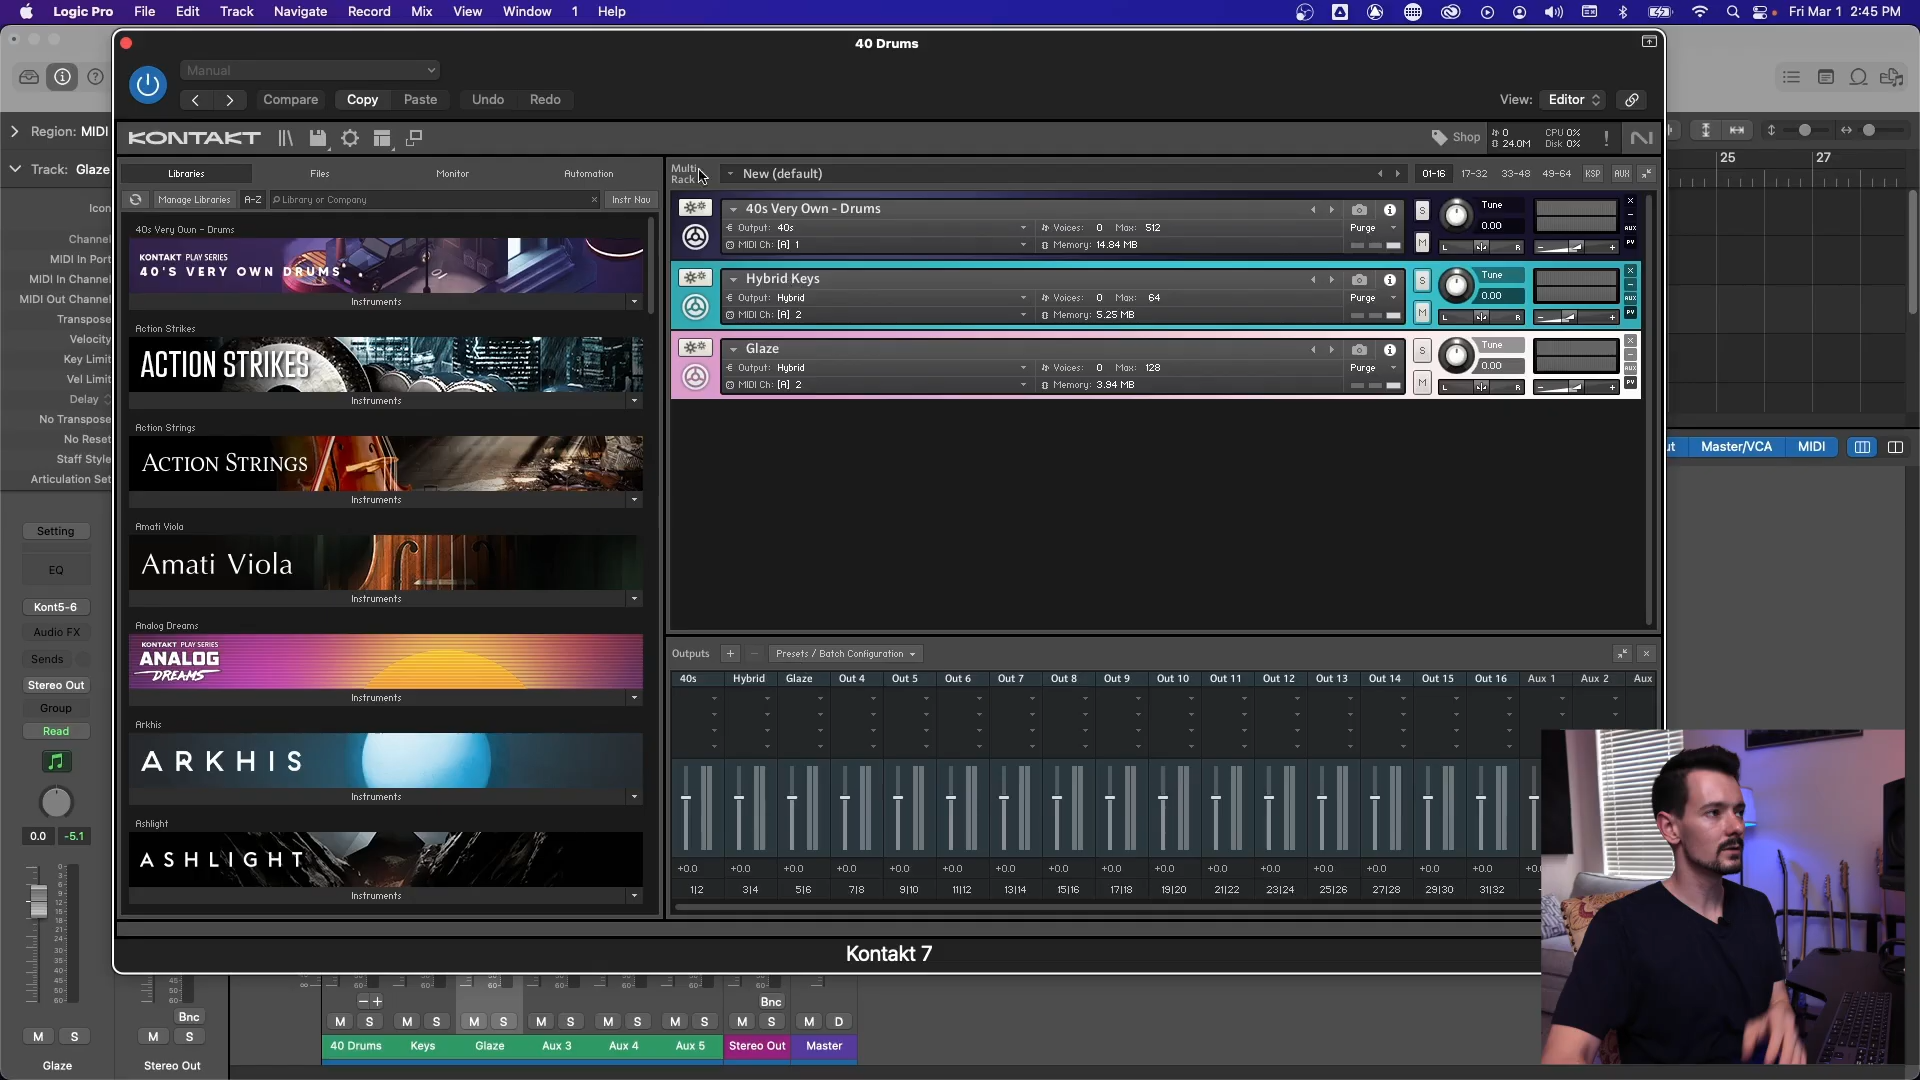 Logic Pro File Edit Track Navigate Record Mix View Window 1 Help
Fri Mar 1 2:45 PM
40 Drums
Manual
Compare Copy Paste Undo Redo
View: Editor
Region: MIDI
Track: Glaze
Icon
Channel
MIDI In Port
MIDI In Channel
MIDI Out Channel
Transpose
Velocity
Key Limit
Vel Limit
Delay
No Transpose
No Reset
Staff Style
Articulation Set
Setting
EQ
Kont5-6
Audio FX
Sends
Stereo Out
Group
Read
0.0 -5.1
Bnc
M S M S
Glaze Stereo Out
KONTAKT
Shop
0
24.0M
CPU 0%
Disk 0%
Libraries Files Monitor Automation
Manage Libraries A-Z Library or Company Instr Nav
40s Very Own - Drums
KONTAKT PLAY SERIES
40'S VERY OWN DRUMS
Instruments
Action Strikes
ACTION STRIKES
Instruments
Action Strings
ACTION STRINGS
Instruments
Amati Viola
Amati Viola
Instruments
Analog Dreams
KONTAKT PLAY SERIES
ANALOG
DREAMS
Instruments
Arkhis
ARKHIS
Instruments
Ashlight
ASHLIGHT
Instruments
Multi
Rack
New (default)
01-16 17-32 33-48 49-64 KSP AUX
40s Very Own - Drums
Output: 40s Voices: 0 Max: 512 Purge
MIDI Ch: [A] 1 Memory: 14.84 MB
S
M
Tune
0.00
L R
AUX
PV
Hybrid Keys
Output: Hybrid Voices: 0 Max: 64 Purge
MIDI Ch: [A] 2 Memory: 5.25 MB
S
M
Tune
0.00
L R
AUX
PV
Glaze
Output: Hybrid Voices: 0 Max: 128 Purge
MIDI Ch: [A] 2 Memory: 3.94 MB
S
M
Tune
0.00
L R
AUX
PV
Outputs Presets / Batch Configuration
40s Hybrid Glaze Out 4 Out 5 Out 6 Out 7 Out 8 Out 9 Out 10 Out 11 Out 12 Out 13 Out 14 Out 15 Out 16 Aux 1 Aux 2 Aux
+0.0 +0.0 +0.0 +0.0 +0.0 +0.0 +0.0 +0.0 +0.0 +0.0 +0.0 +0.0 +0.0 +0.0 +0.0 +0.0
1|2 3|4 5|6 7|8 9|10 11|12 13|14 15|16 17|18 19|20 21|22 23|24 25|26 27|28 29|30 31|32
Kontakt 7
25 27
ut Master/VCA MIDI
Bnc
M S M S M S M S M S M S M S M D
40 Drums Keys Glaze Aux 3 Aux 4 Aux 5 Stereo Out Master